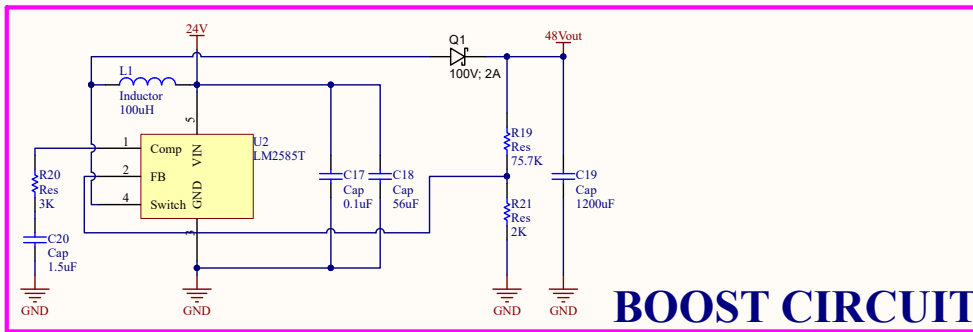 24V
Q1
100V; 2A
48Vout
L1
Inductor
100uH
5
U2
LM2585T
1
Comp
VIN
2
FB
4
Switch
GND
3
R20
Res
3K
C20
Cap
1.5uF
C17
Cap
0.1uF
C18
Cap
56uF
R19
Res
75.7K
R21
Res
2K
C19
Cap
1200uF
GND
GND
GND
GND
BOOST CIRCUIT